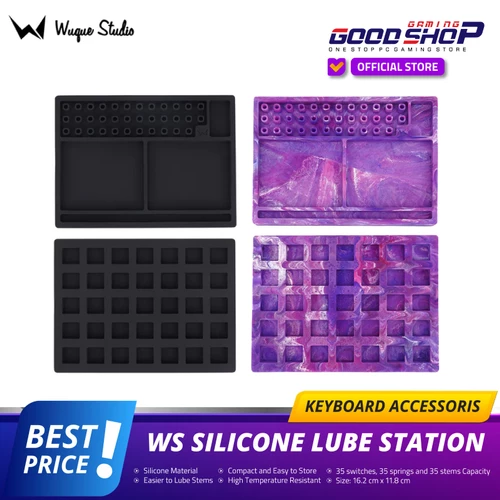 Wuque Studio
GAMING
GOODSHOP
ONE STOP PC GAMING STORE
OFFICIAL STORE
KEYBOARD ACCESSORIS
BEST
PRICE!
WS SILICONE LUBE STATION
• Silicone Material
• Easier to Lube Stems
• Compact and Easy to Store
• High Temperature Resistant
• 35 switches, 35 springs and 35 stems Capacity
• Size: 16.2 cm x 11.8 cm